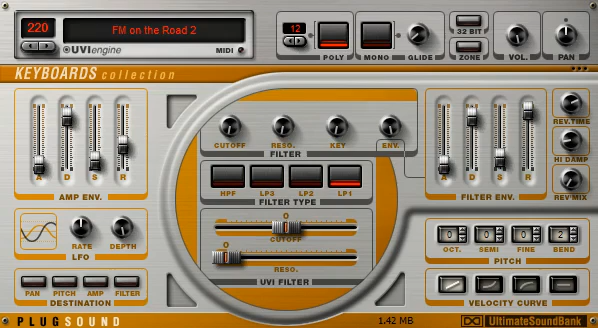 220
FM on the Road 2
UVI engine
MIDI
12
POLY
MONO
GLIDE
32 BIT
ZONE
VOL.
PAN
KEYBOARDS collection
A D S R
AMP ENV.
CUTOFF RESO. KEY ENV.
FILTER
HPF LP3 LP2 LP1
FILTER TYPE
0
CUTOFF
0
RESO.
UVI FILTER
A D S R
FILTER ENV.
REV.TIME
HI DAMP
REV'MIX
RATE DEPTH
LFO
PAN PITCH AMP FILTER
DESTINATION
0 0 0 2
OCT. SEMI FINE BEND
PITCH
VELOCITY CURVE
PLUGSOUND
1.42 MB
UltimateSoundBank